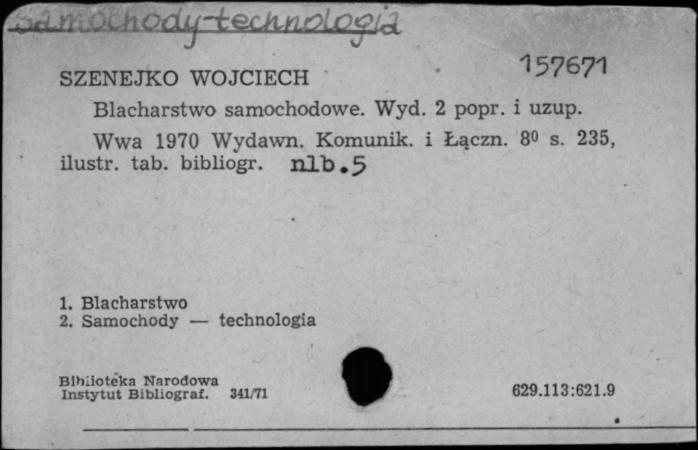 Samochody-technologia
157671
SZENEJKO WOJCIECH
Blacharstwo samochodowe. Wyd. 2 popr. i uzup.
Wwa 1970 Wydawn. Komunik. i Łączn. 8⁰ s. 235,
ilustr. tab. bibliogr. nlb.5
1. Blacharstwo
2. Samochody — technologia
Biblioteka Narodowa
Instytut Bibliograf. 341/71
629.113:621.9